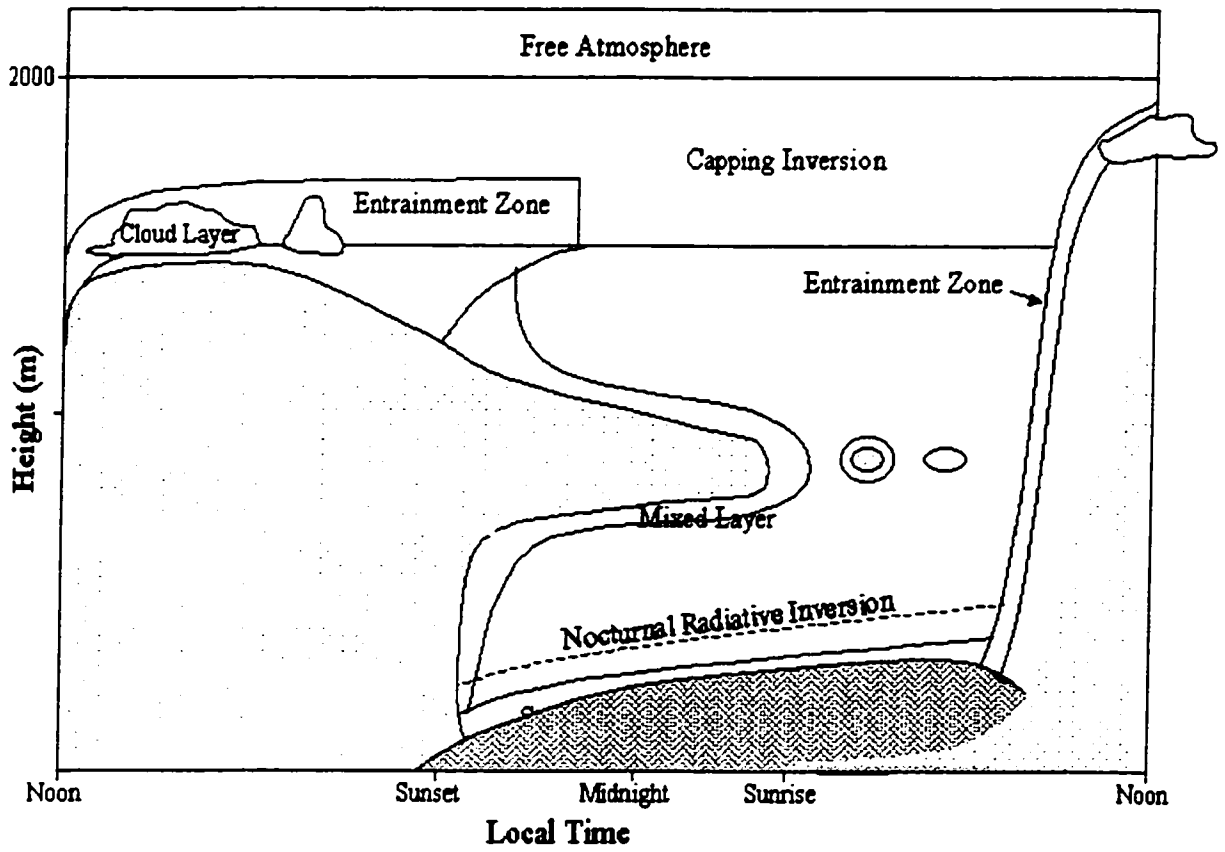 Free Atmosphere
2000
Capping Inversion
Entrainment Zone
Cloud Layer
Entrainment Zone
Height (m)
Mixed Layer
Nocturnal Radiative Inversion
Noon
Sunset
Midnight
Sunrise
Noon
Local Time